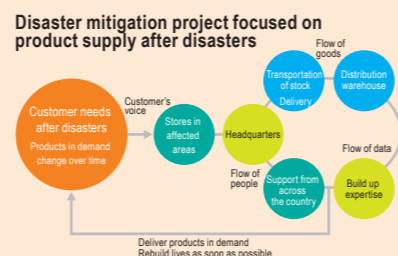 Disaster mitigation project focused on
product supply after disasters
Flow of
goods
Transportation
of stock
Delivery
Distribution
warehouse
Customer needs
after disasters
Products in demand
change over time
Customer's
voice
Stores in
affected
areas
Headquarters
Flow of data
Flow of
people
Support from
across
the country
Build up
expertise
Deliver products in demand
Rebuild lives as soon as possible